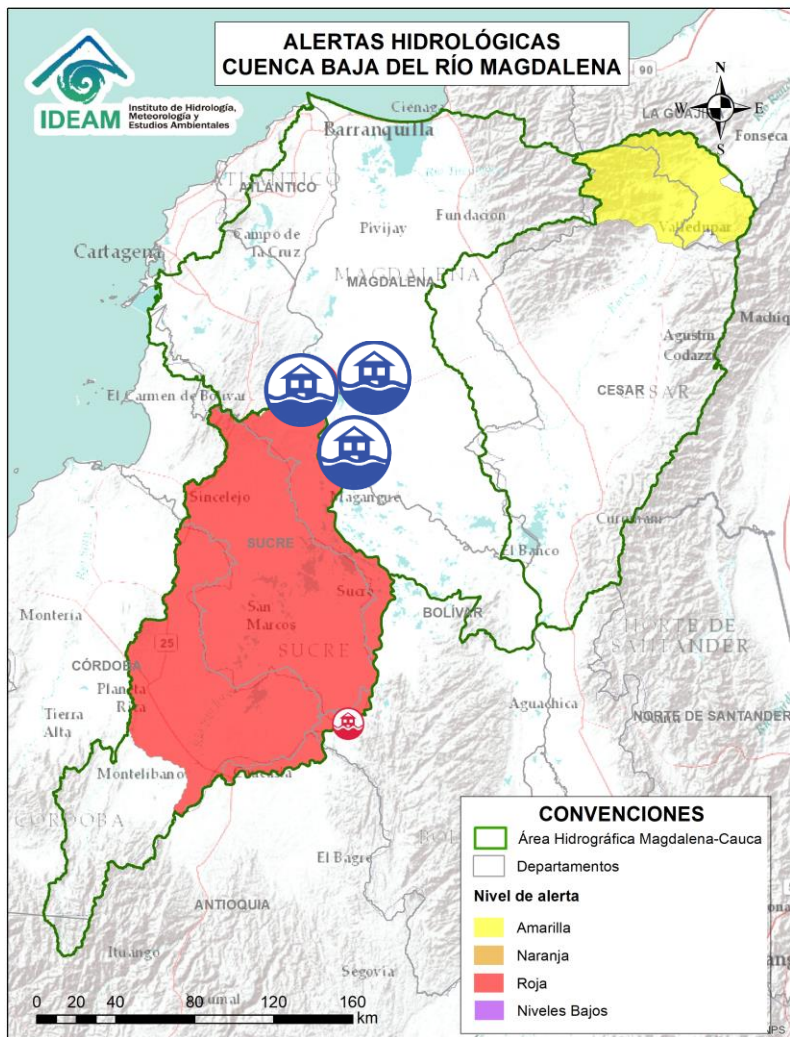 ALERTAS HIDROLÓGICAS
CUENCA BAJA DEL RÍO MAGDALENA
IDEAM
Instituto de Hidrología,
Meteorología y
Estudios Ambientales
N
W
E
S
90
LA GUAJIRA
Fonseca
Ciénaga
Barranquilla
ATLÁNTICO
Valledupar
Fundación
Pivijay
Campo de
la Cruz
Cartagena
MAGDALENA
MAGDALENA
Agustín
Codazzi
CESAR
CESAR
El Carmen de Bolívar
Sincelejo
Magangué
SUCRE
El Banco
Sucre
BOLÍVAR
San
Marcos
SUCRE
Montería
25
CÓRDOBA
Planeta
Rica
Tierra
Alta
NORTE DE
SANTANDER
Aguachica
NORTE DE SANTANDER
Montelíbano
CÓRDOBA
El Bagre
ANTIOQUIA
Ituango
Segovia
0 20 40 80 120 160
km
CONVENCIONES
Área Hidrográfica Magdalena-Cauca
Departamentos
Nivel de alerta
Amarilla
Naranja
Roja
Niveles Bajos